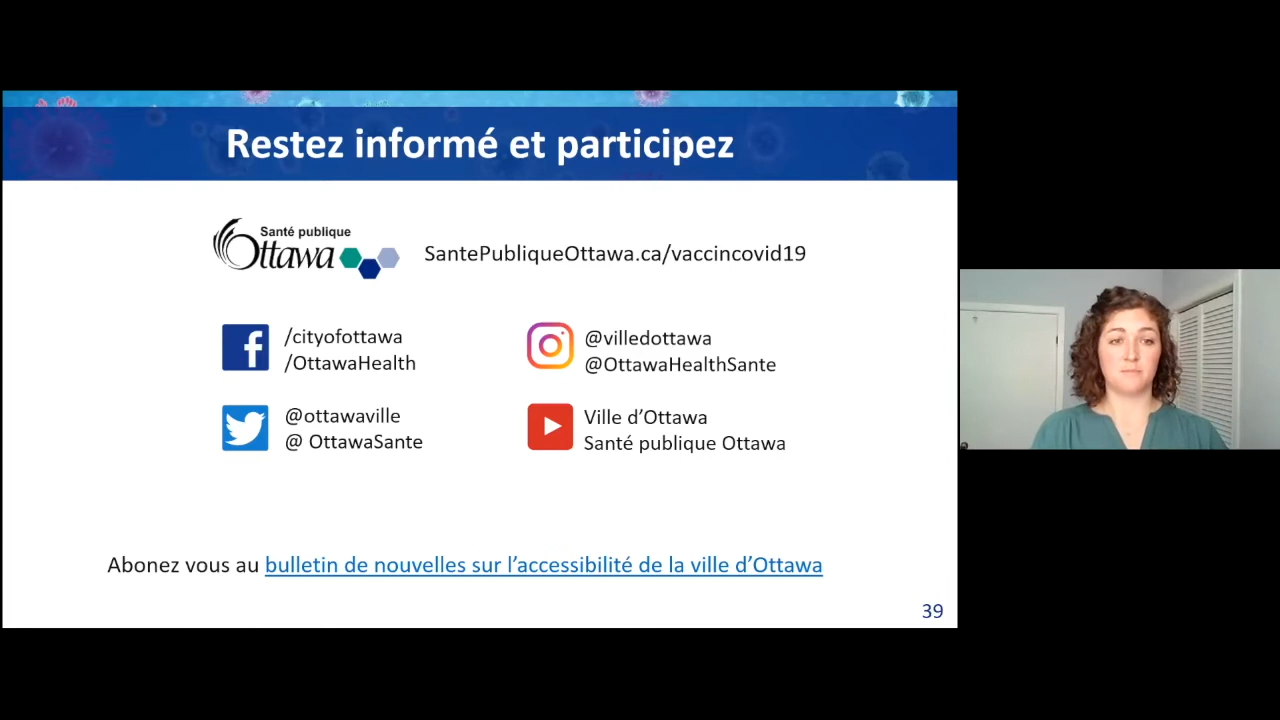 Restez informé et participez
Santé publique
Ottawa
SantePubliqueOttawa.ca/vaccincovid19
/cityofottawa
/OttawaHealth
@villedottawa
@OttawaHealthSante
@ottawaville
@ OttawaSante
Ville d’Ottawa
Santé publique Ottawa
Abonez vous au bulletin de nouvelles sur l’accessibilité de la ville d’Ottawa
39